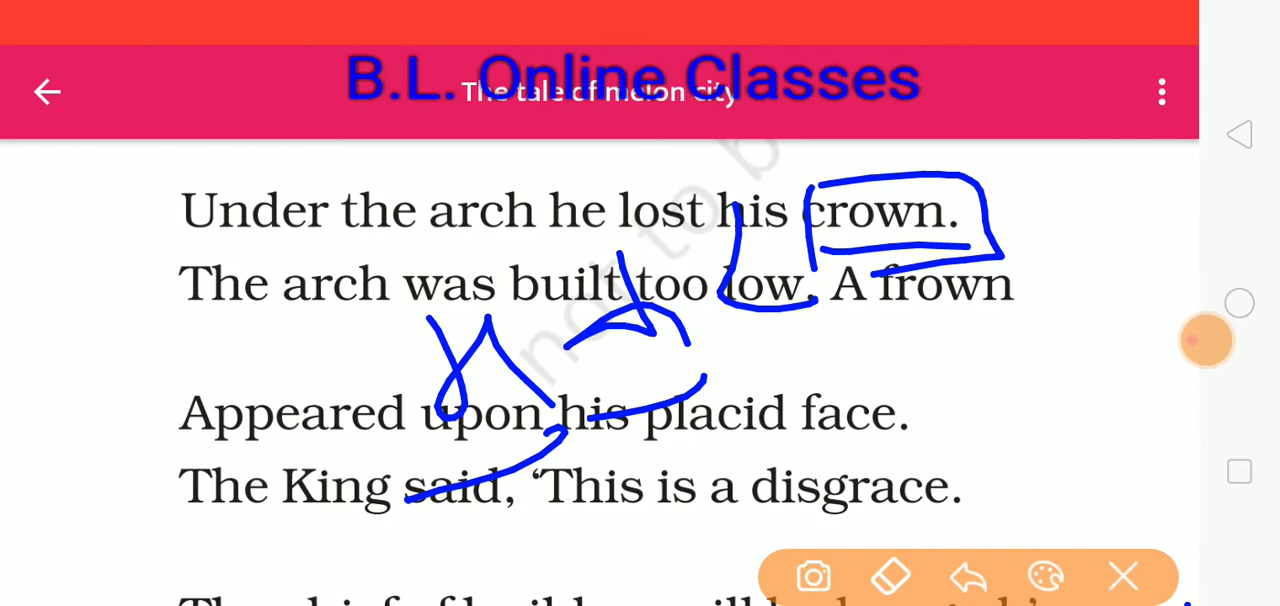 B.L. Online Classes
The tale of melon city
Under the arch he lost his crown.
The arch was built too low. A frown
Appeared upon his placid face.
The King said, ‘This is a disgrace.